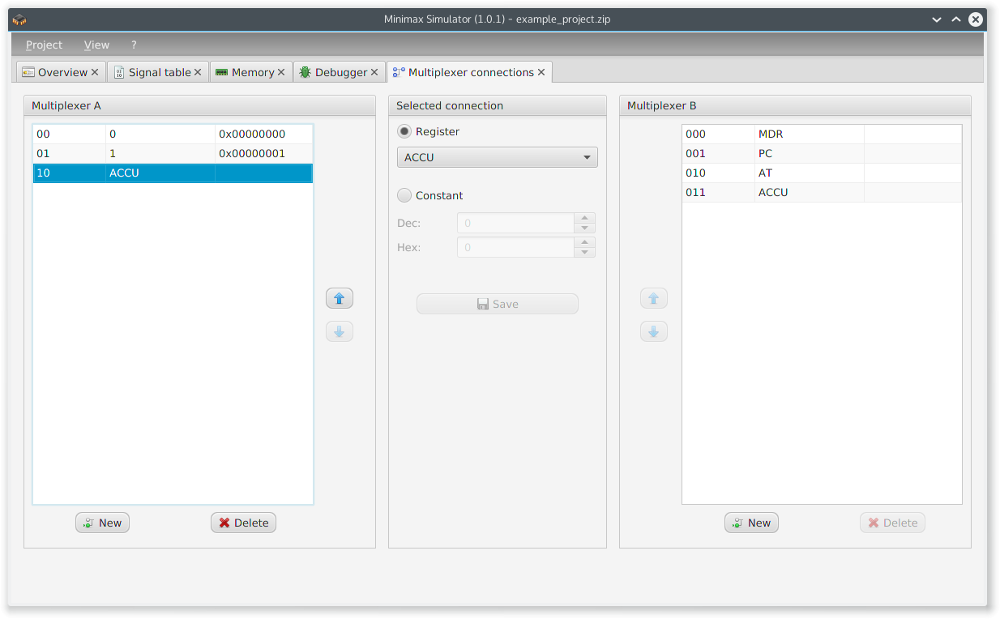 Minimax Simulator (1.0.1) - example_project.zip
Project View ?
Overview Signal table Memory Debugger Multiplexer connections
Multiplexer A
00 0 0x00000000
01 1 0x00000001
10 ACCU
New Delete
Selected connection
Register
ACCU
Constant
Dec: 0
Hex: 0
Save
Multiplexer B
000 MDR
001 PC
010 AT
011 ACCU
New Delete